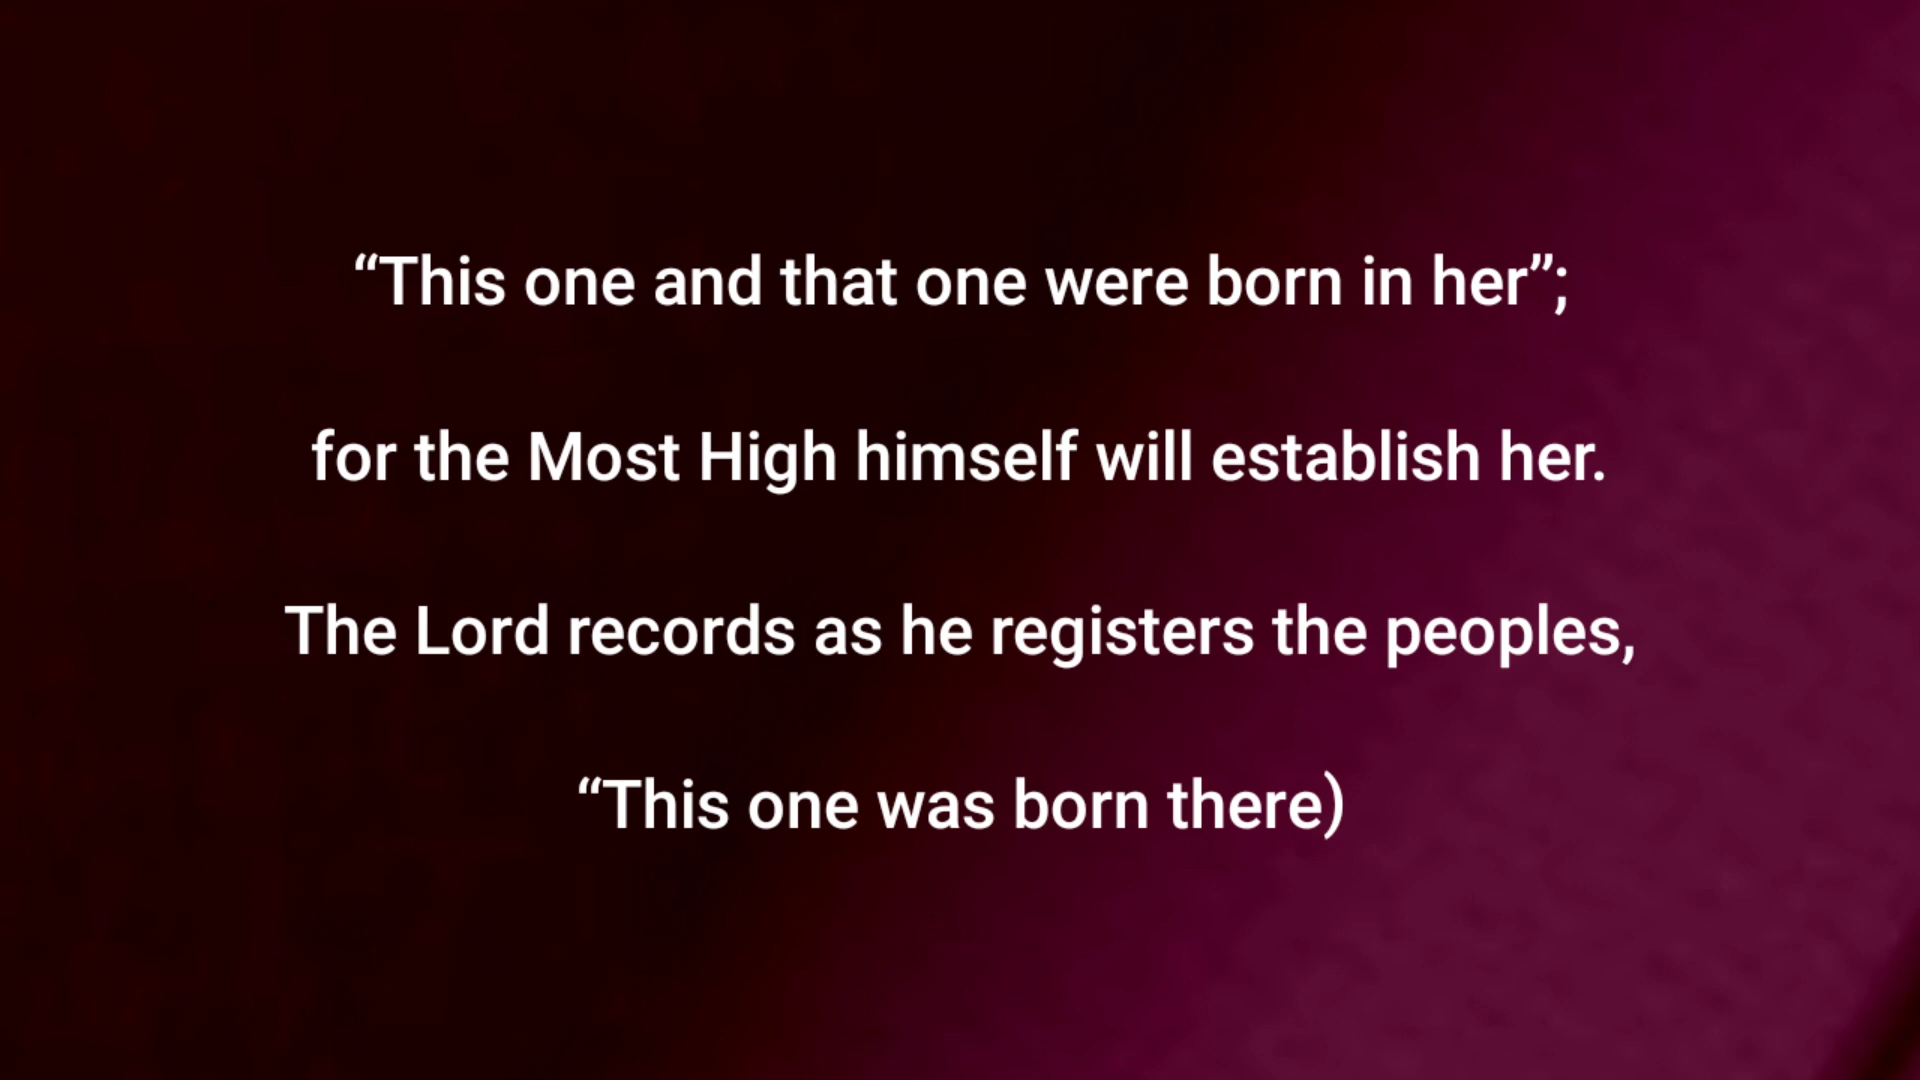 “This one and that one were born in her”;
for the Most High himself will establish her.
The Lord records as he registers the peoples,
“This one was born there)